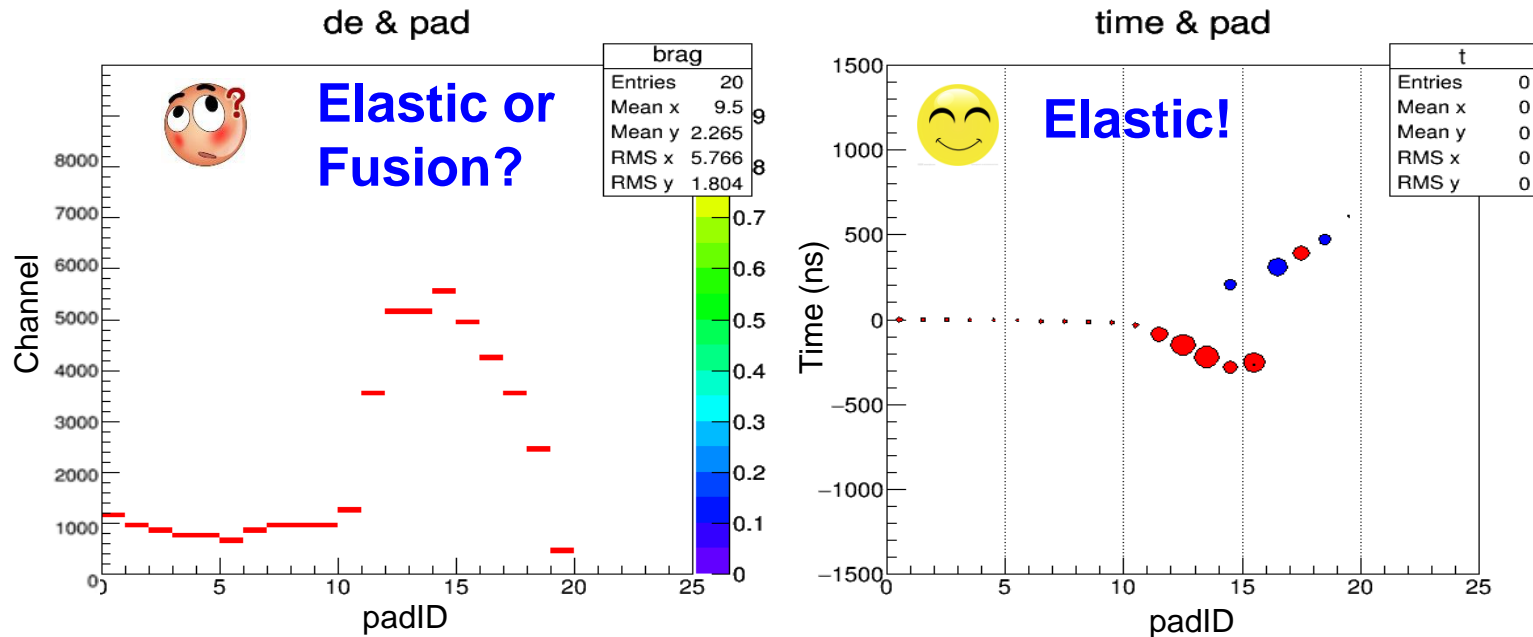 de & pad
brag
Entries 20
Mean x 9.5
Mean y 2.265
RMS x 5.766
RMS y 1.804
Elastic or
Fusion?
?
Channel
8000
7000
6000
5000
4000
3000
2000
1000
0
0 5 10 15 20 25
padID
9
8
0.7
0.6
0.5
0.4
0.3
0.2
0.1
0
time & pad
t
Entries 0
Mean x 0
Mean y 0
RMS x 0
RMS y 0
Elastic!
Time (ns)
1500
1000
500
0
−500
−1000
−1500
0 5 10 15 20 25
padID